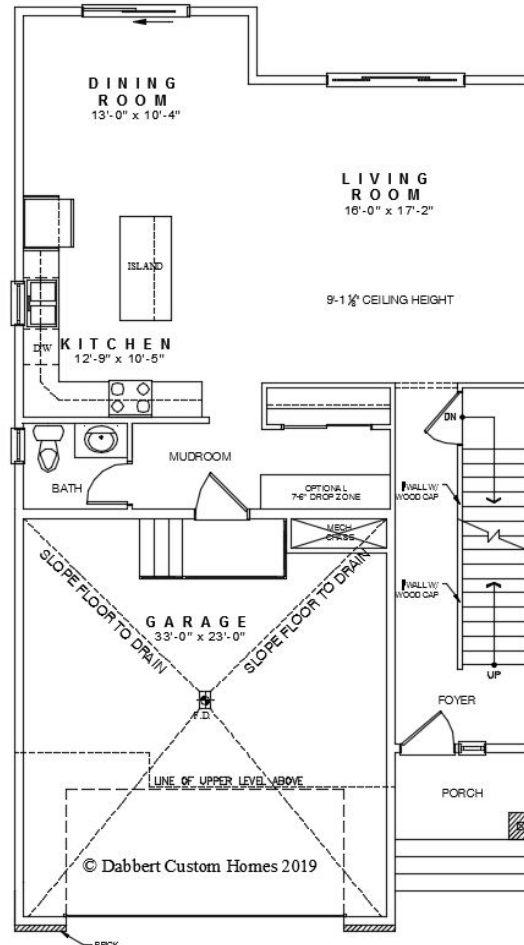 DINING
ROOM
13'-0" x 10'-4"
LIVING
ROOM
16'-0" x 17'-2"
ISLAND
9'-1 ⅛" CEILING HEIGHT
D/W
KITCHEN
12'-9" x 10'-5"
DN
MUDROOM
BATH
OPTIONAL
7'-6" DROP ZONE
WALL W/
WOOD CAP
MECH
CHASE
SLOPE FLOOR TO DRAIN
SLOPE FLOOR TO DRAIN
GARAGE
33'-0" x 23'-0"
WALL W/
WOOD CAP
UP
FOYER
F.D.
LINE OF UPPER LEVEL ABOVE
PORCH
© Dabbert Custom Homes 2019